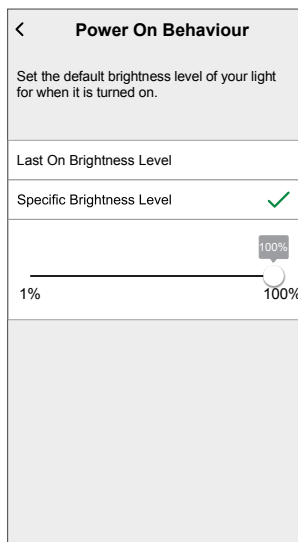 Power On Behaviour
Set the default brightness level of your light
for when it is turned on.
Last On Brightness Level
Specific Brightness Level
100%
1%
100%